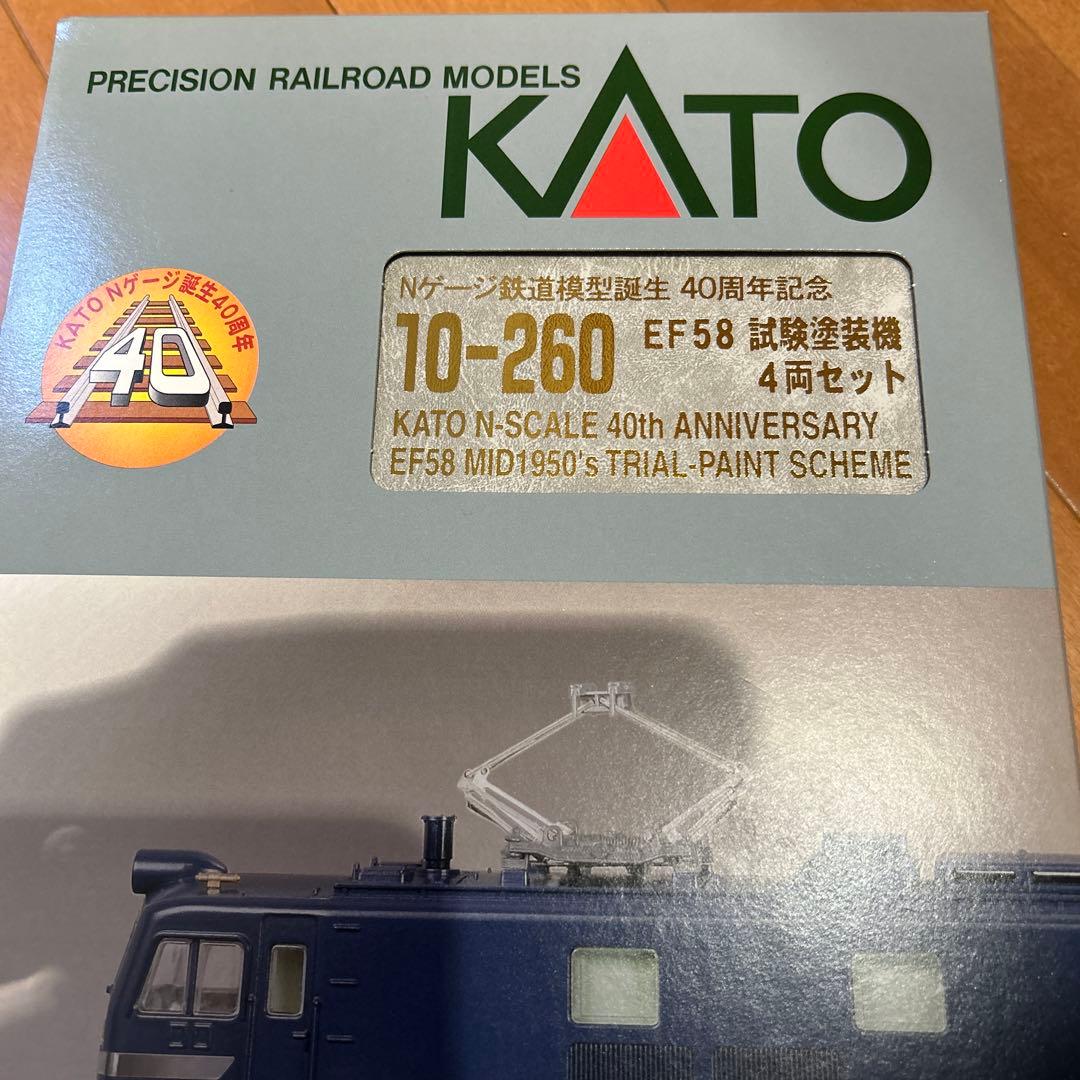 PRECISION RAILROAD MODELS
KATO
KATO Nゲージ誕生40周年
40
Nゲージ鉄道模型誕生 40周年記念
10-260 EF58 試験塗装機
4両セット
KATO N-SCALE 40th ANNIVERSARY
EF58 MID1950's TRIAL-PAINT SCHEME